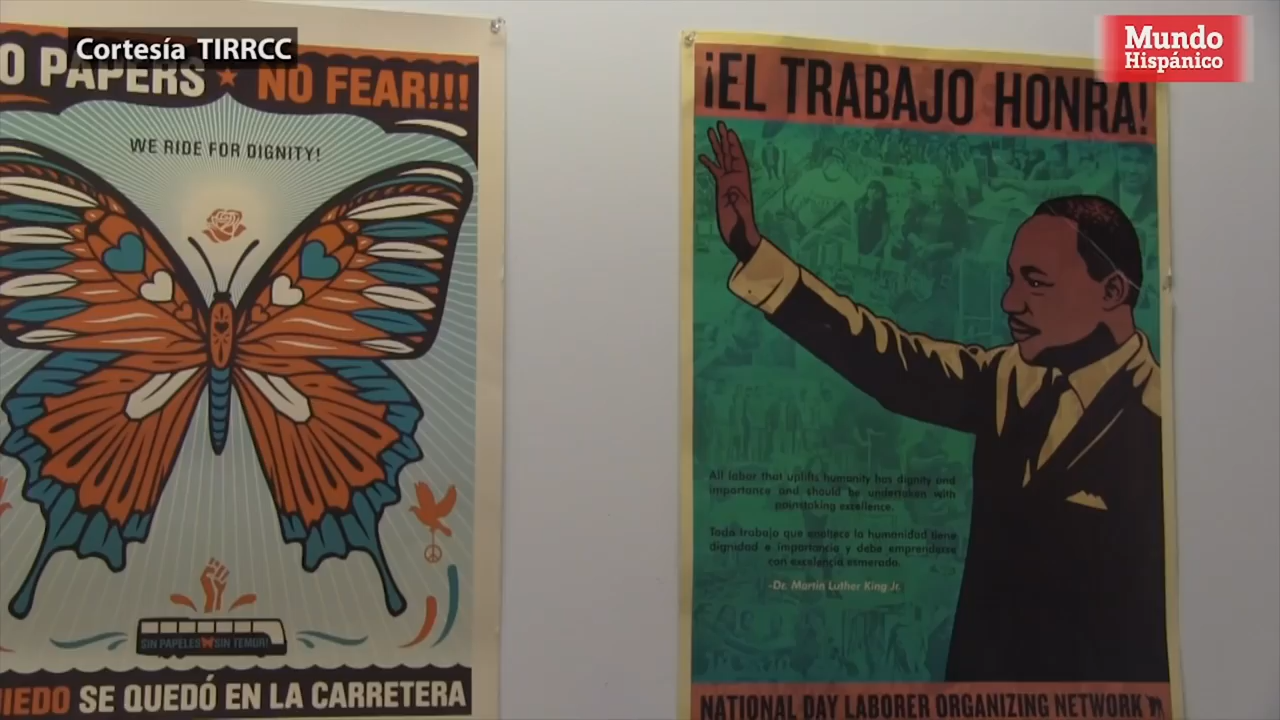 Cortesía TIRRCC
Mundo
Hispánico
O PAPERS ★ NO FEAR!!!
WE RIDE FOR DIGNITY!
SIN PAPELES SIN TEMOR!
IEDO SE QUEDÓ EN LA CARRETERA
¡EL TRABAJO HONRA!
All labor that uplifts humanity has dignity and
importance and should be undertaken with
painstaking excellence.
Todo trabajo que enaltece la humanidad tiene
dignidad e importancia y debe emprenderse
con excelencia esmerada.
-Dr. Martin Luther King Jr.
NATIONAL DAY LABORER ORGANIZING NETWORK